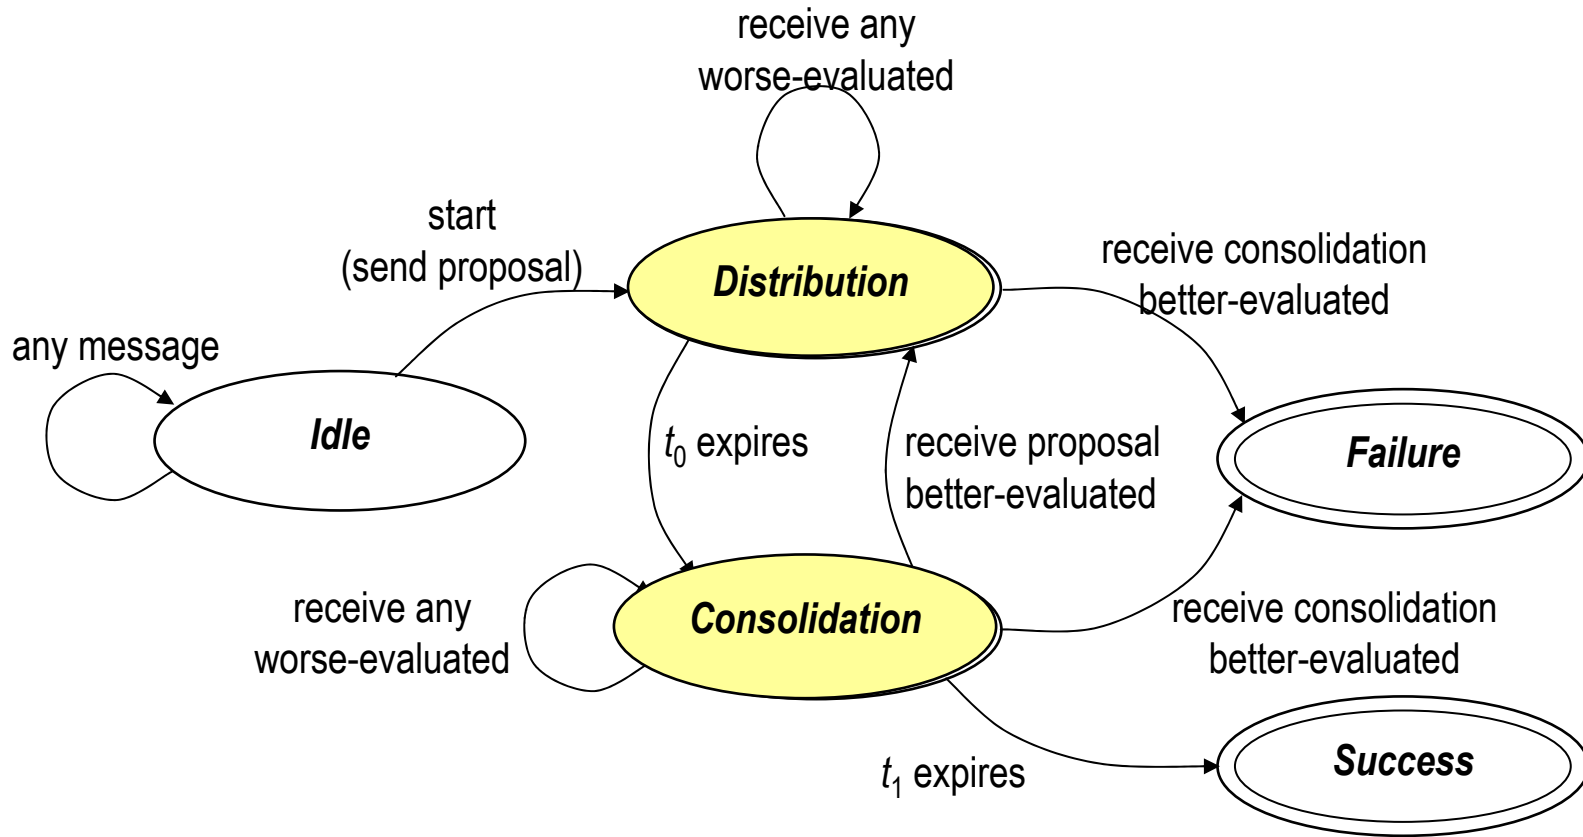 receive any
worse-evaluated
start
(send proposal)
Distribution
receive consolidation
better-evaluated
any message
Idle
t₀ expires
receive proposal
better-evaluated
Failure
receive any
worse-evaluated
Consolidation
receive consolidation
better-evaluated
t₁ expires
Success